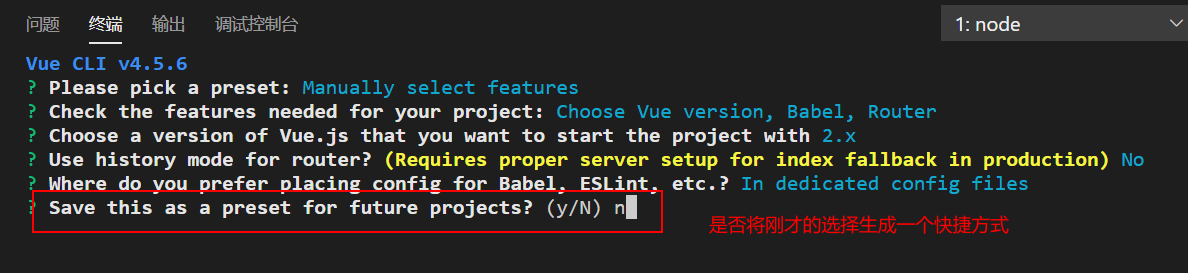 问题 终端 输出 调试控制台 1: node
Vue CLI v4.5.6
? Please pick a preset: Manually select features
? Check the features needed for your project: Choose Vue version, Babel, Router
? Choose a version of Vue.js that you want to start the project with 2.x
? Use history mode for router? (Requires proper server setup for index fallback in production) No
? Where do you prefer placing config for Babel, ESLint, etc.? In dedicated config files
? Save this as a preset for future projects? (y/N) n
是否将刚才的选择生成一个快捷方式